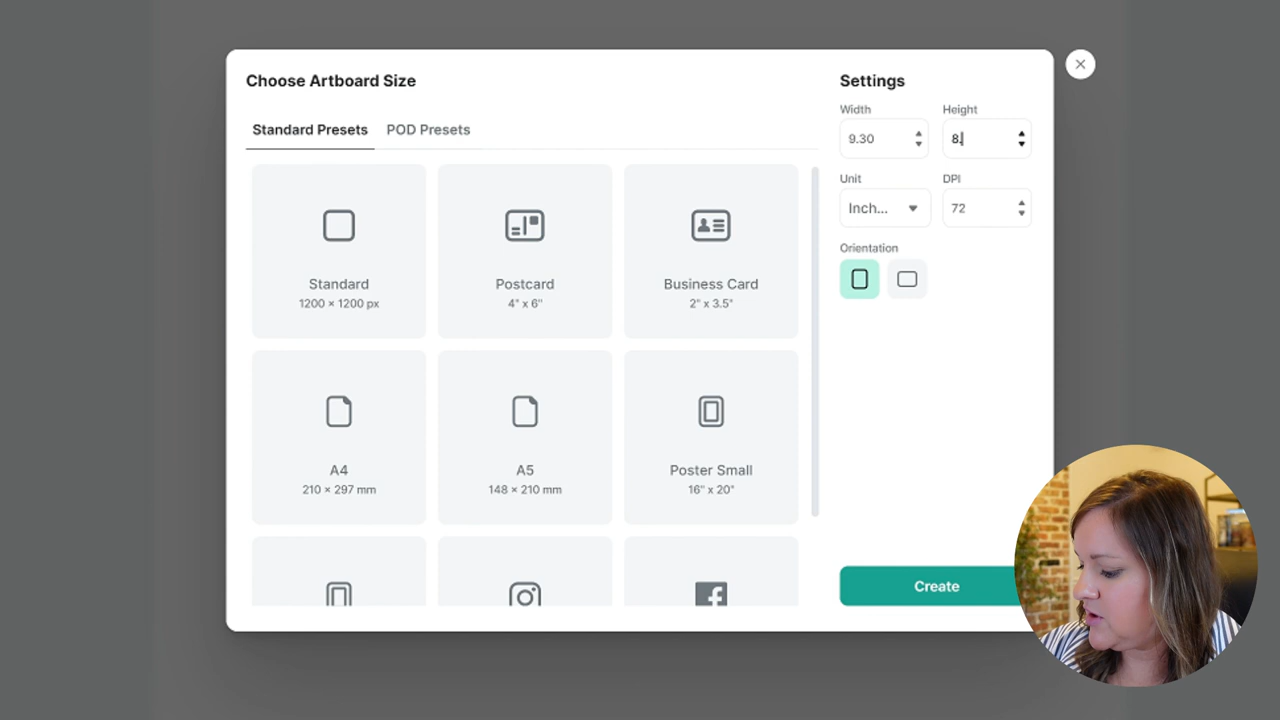 Choose Artboard Size
Standard Presets POD Presets
Standard
1200 × 1200 px
Postcard
4" x 6"
Business Card
2" x 3.5"
A4
210 × 297 mm
A5
148 × 210 mm
Poster Small
16" x 20"
Settings
Width Height
9.30 8.
Unit DPI
Inch... 72
Orientation
Create